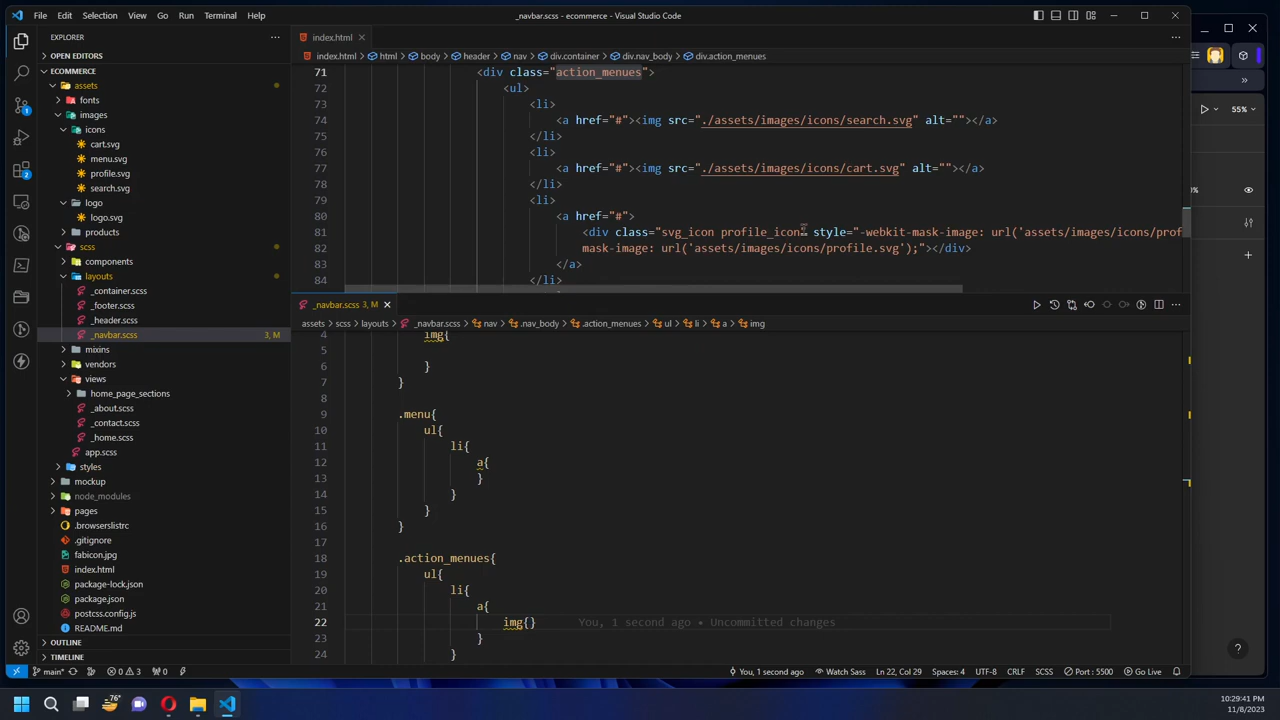 File Edit Selection View Go Run Terminal Help
_navbar.scss - ecommerce - Visual Studio Code
EXPLORER
OPEN EDITORS
ECOMMERCE
assets
fonts
images
icons
cart.svg
menu.svg
profile.svg
search.svg
logo
logo.svg
products
scss
components
layouts
_container.scss
_footer.scss
_header.scss
_navbar.scss 3, M
mixins
vendors
views
home_page_sections
_about.scss
_contact.scss
_home.scss
app.scss
styles
mockup
node_modules
pages
.browserslistrc
.gitignore
fabicon.jpg
index.html
package-lock.json
package.json
postcss.config.js
README.md
OUTLINE
TIMELINE
index.html
index.html > html > body > header > nav > div.container > div.nav_body > div.action_menues
71 <div class="action_menues">
72 <ul>
73 <li>
74 <a href="#"><img src="./assets/images/icons/search.svg" alt=""></a>
75 </li>
76 <li>
77 <a href="#"><img src="./assets/images/icons/cart.svg" alt=""></a>
78 </li>
79 <li>
80 <a href="#">
81 <div class="svg_icon profile_icon" style="-webkit-mask-image: url('assets/images/icons/prof
82 mask-image: url('assets/images/icons/profile.svg');"></div>
83 </a>
84 </li>
_navbar.scss 3, M
assets > scss > layouts > _navbar.scss > nav > .nav_body > .action_menues > ul > li > a > img
4 img{
5
6 }
7 }
8
9 .menu{
10 ul{
11 li{
12 a{
13 }
14 }
15 }
16 }
17
18 .action_menues{
19 ul{
20 li{
21 a{
22 img{} You, 1 second ago • Uncommitted changes
23 }
24 }
55%
main* 0 3 0 You, 1 second ago Watch Sass Ln 22, Col 29 Spaces: 4 UTF-8 CRLF SCSS Port : 5500 Go Live
76°
10:29:41 PM
11/8/2023